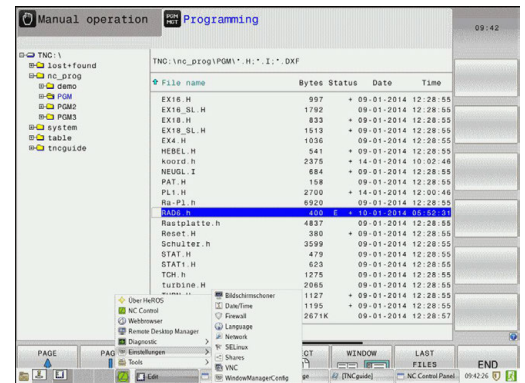 Manual operation
PGM MGT Programming
09:42
TNC:\
lost+found
nc_prog
demo
PGM
PGM2
PGM3
system
table
tncguide
TNC:\nc_prog\PGM\*.H;*.I;*.DXF
File name Bytes Status Date Time
EX16.H 997 + 09-01-2014 12:28:55
EX16_SL.H 1792 09-01-2014 12:28:55
EX18.H 833 + 09-01-2014 12:28:55
EX18_SL.H 1513 + 09-01-2014 12:28:55
EX4.H 1036 09-01-2014 12:28:55
HEBEL.H 541 + 09-01-2014 12:28:55
koord.h 2375 + 14-01-2014 10:02:46
NEUGL.I 684 + 09-01-2014 12:28:55
PAT.H 158 09-01-2014 12:28:55
PL1.H 2700 + 14-01-2014 12:00:46
Ra-Pl.h 6920 09-01-2014 12:28:55
RAD6.h 400 E + 10-01-2014 05:52:31
Rastplatte.h 4837 09-01-2014 12:28:55
Reset.H 380 + 09-01-2014 12:28:55
Schulter.h 3599 09-01-2014 12:28:55
STAT.H 479 09-01-2014 12:28:55
STAT1.H 623 09-01-2014 12:28:55
TCH.h 1275 09-01-2014 12:28:55
turbine.H 2065 09-01-2014 12:28:55
1127 + 09-01-2014 12:28:55
1195 + 09-01-2014 12:28:55
2671K 09-01-2014 12:28:57
Über HeROS
NC Control
Webbrowser
Remote Desktop Manager
Diagnostic
Einstellungen
Tools
Bildschirmschoner
Date/Time
Firewall
Language
Network
SELinux
Shares
VNC
WindowManagerConfig
PAGE
PAG
CT
WINDOW
LAST
FILES
END
Edit
[TNCguide]
NC Control Panel
09:42:26